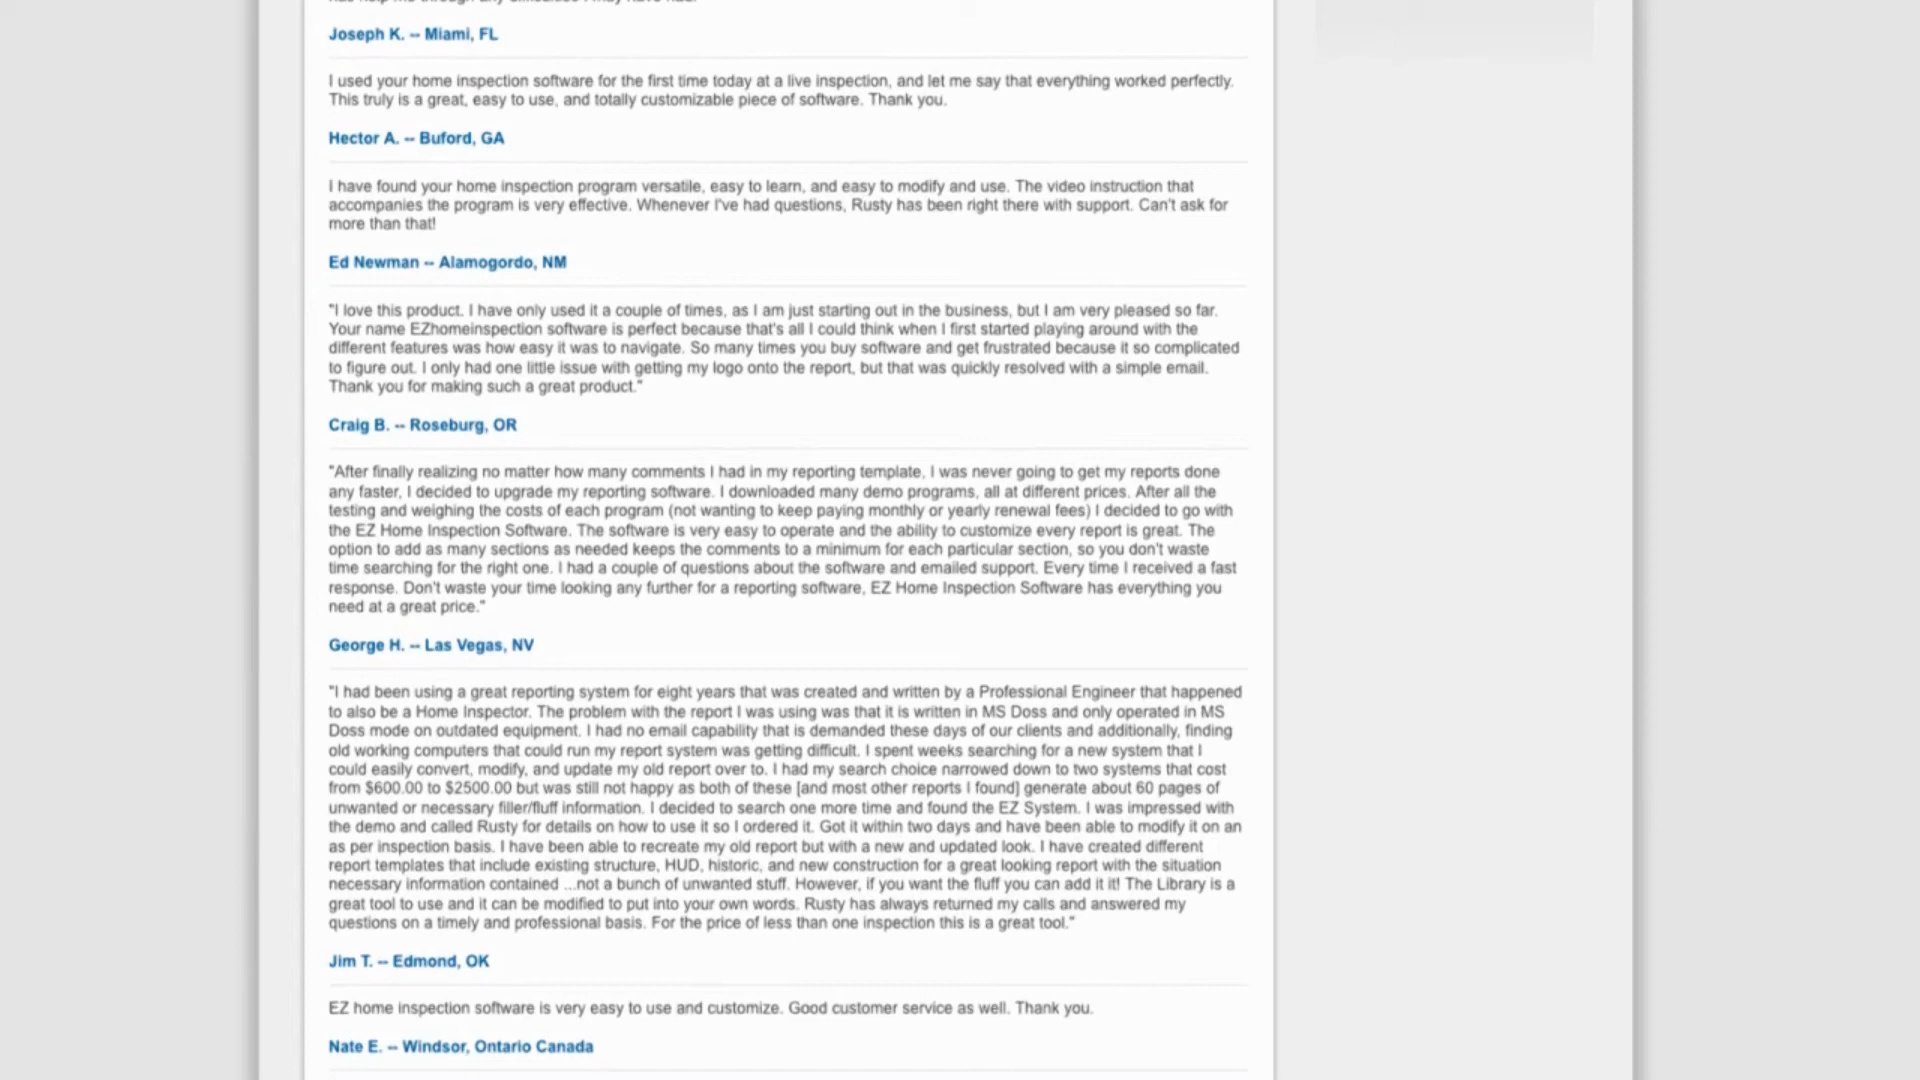 Joseph K. -- Miami, FL
I used your home inspection software for the first time today at a live inspection, and let me say that everything worked perfectly.
This truly is a great, easy to use, and totally customizable piece of software. Thank you.
Hector A. -- Buford, GA
I have found your home inspection program versatile, easy to learn, and easy to modify and use. The video instruction that
accompanies the program is very effective. Whenever I've had questions, Rusty has been right there with support. Can't ask for
more than that!
Ed Newman -- Alamogordo, NM
"I love this product. I have only used it a couple of times, as I am just starting out in the business, but I am very pleased so far.
Your name EZhomeinspection software is perfect because that's all I could think when I first started playing around with the
different features was how easy it was to navigate. So many times you buy software and get frustrated because it so complicated
to figure out. I only had one little issue with getting my logo onto the report, but that was quickly resolved with a simple email.
Thank you for making such a great product."
Craig B. -- Roseburg, OR
"After finally realizing no matter how many comments I had in my reporting template, I was never going to get my reports done
any faster, I decided to upgrade my reporting software. I downloaded many demo programs, all at different prices. After all the
testing and weighing the costs of each program (not wanting to keep paying monthly or yearly renewal fees) I decided to go with
the EZ Home Inspection Software. The software is very easy to operate and the ability to customize every report is great. The
option to add as many sections as needed keeps the comments to a minimum for each particular section, so you don't waste
time searching for the right one. I had a couple of questions about the software and emailed support. Every time I received a fast
response. Don't waste your time looking any further for a reporting software, EZ Home Inspection Software has everything you
need at a great price."
George H. -- Las Vegas, NV
"I had been using a great reporting system for eight years that was created and written by a Professional Engineer that happened
to also be a Home Inspector. The problem with the report I was using was that it is written in MS Doss and only operated in MS
Doss mode on outdated equipment. I had no email capability that is demanded these days of our clients and additionally, finding
old working computers that could run my report system was getting difficult. I spent weeks searching for a new system that I
could easily convert, modify, and update my old report over to. I had my search choice narrowed down to two systems that cost
from $600.00 to $2500.00 but was still not happy as both of these [and most other reports I found] generate about 60 pages of
unwanted or necessary filler/fluff information. I decided to search one more time and found the EZ System. I was impressed with
the demo and called Rusty for details on how to use it so I ordered it. Got it within two days and have been able to modify it on an
as per inspection basis. I have been able to recreate my old report but with a new and updated look. I have created different
report templates that include existing structure, HUD, historic, and new construction for a great looking report with the situation
necessary information contained ...not a bunch of unwanted stuff. However, if you want the fluff you can add it it! The Library is a
great tool to use and it can be modified to put into your own words. Rusty has always returned my calls and answered my
questions on a timely and professional basis. For the price of less than one inspection this is a great tool."
Jim T. -- Edmond, OK
EZ home inspection software is very easy to use and customize. Good customer service as well. Thank you.
Nate E. -- Windsor, Ontario Canada